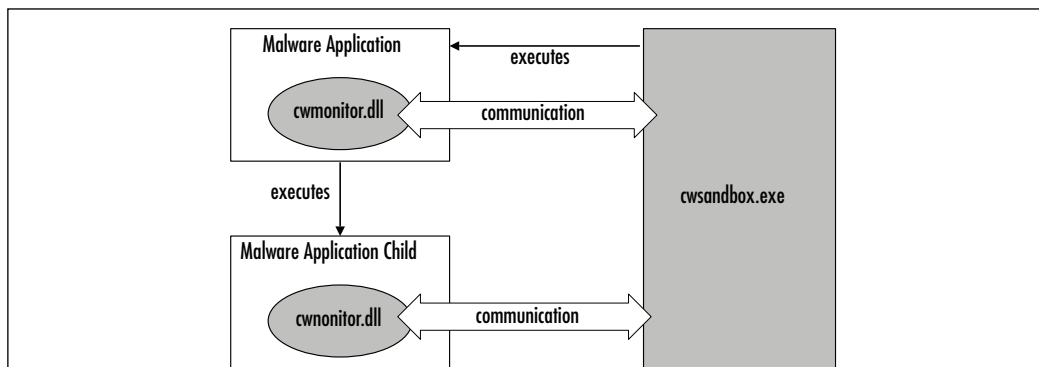 Malware Application
executes
cwmonitor.dll
communication
executes
cwsandbox.exe
Malware Application Child
cwnonitor.dll
communication